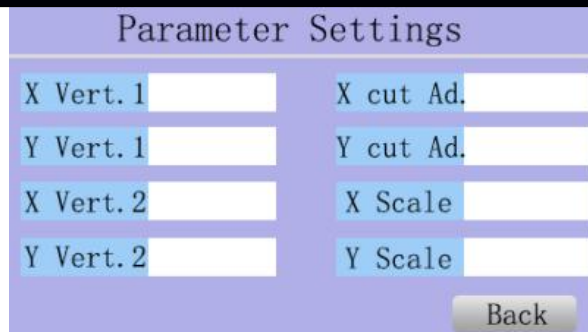 Parameter Settings
X Vert.1
X cut Ad.
Y Vert.1
Y cut Ad.
X Vert.2
X Scale
Y Vert.2
Y Scale
Back